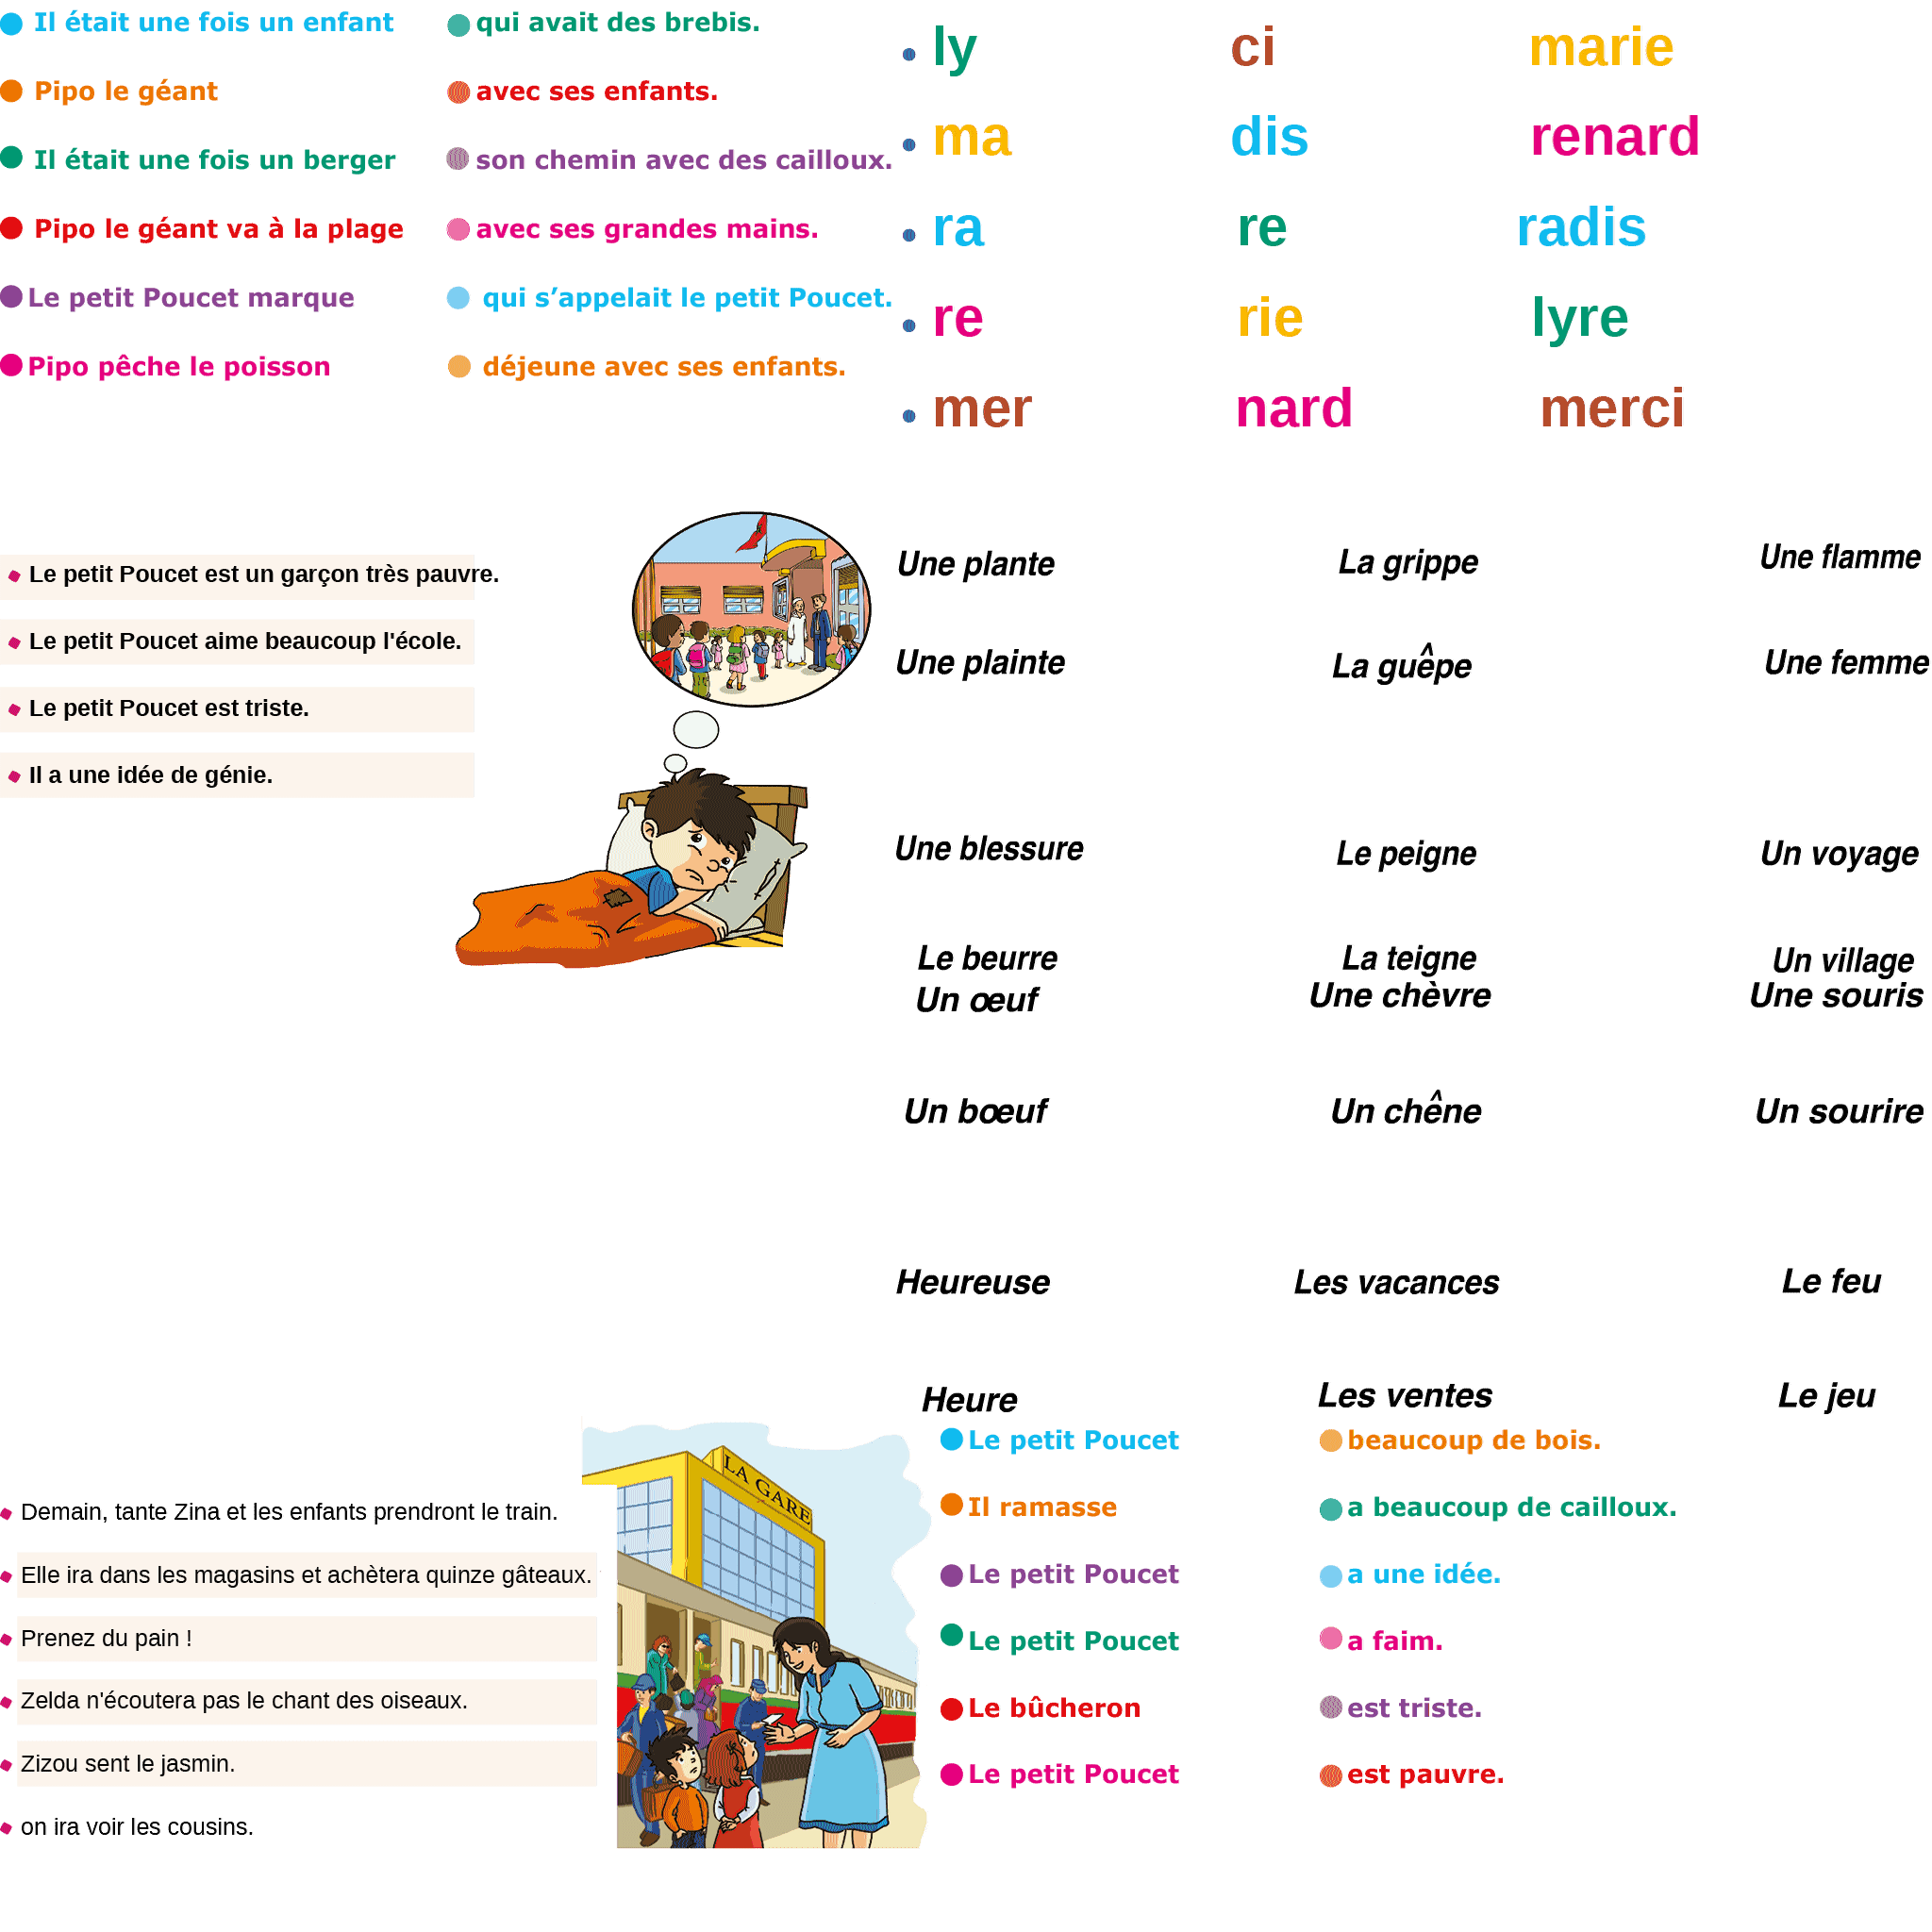 Il était une fois un enfant
qui avait des brebis.
Pipo le géant
avec ses enfants.
Il était une fois un berger
son chemin avec des cailloux.
Pipo le géant va à la plage
avec ses grandes mains.
Le petit Poucet marque
qui s’appelait le petit Poucet.
Pipo pêche le poisson
déjeune avec ses enfants.
ly ci marie
ma dis renard
ra re radis
re rie lyre
mer nard merci
Le petit Poucet est un garçon très pauvre.
Le petit Poucet aime beaucoup l'école.
Le petit Poucet est triste.
Il a une idée de génie.
Une plante La grippe Une flamme
Une plainte La guêpe Une femme
Une blessure Le peigne Un voyage
Le beurre La teigne Un village
Un œuf Une chèvre Une souris
Un bœuf Un chêne Un sourire
Heureuse Les vacances Le feu
Heure Les ventes Le jeu
Demain, tante Zina et les enfants prendront le train.
Elle ira dans les magasins et achètera quinze gâteaux.
Prenez du pain !
Zelda n'écoutera pas le chant des oiseaux.
Zizou sent le jasmin.
on ira voir les cousins.
LA GARE
Le petit Poucet
beaucoup de bois.
Il ramasse
a beaucoup de cailloux.
Le petit Poucet
a une idée.
Le petit Poucet
a faim.
Le bûcheron
est triste.
Le petit Poucet
est pauvre.